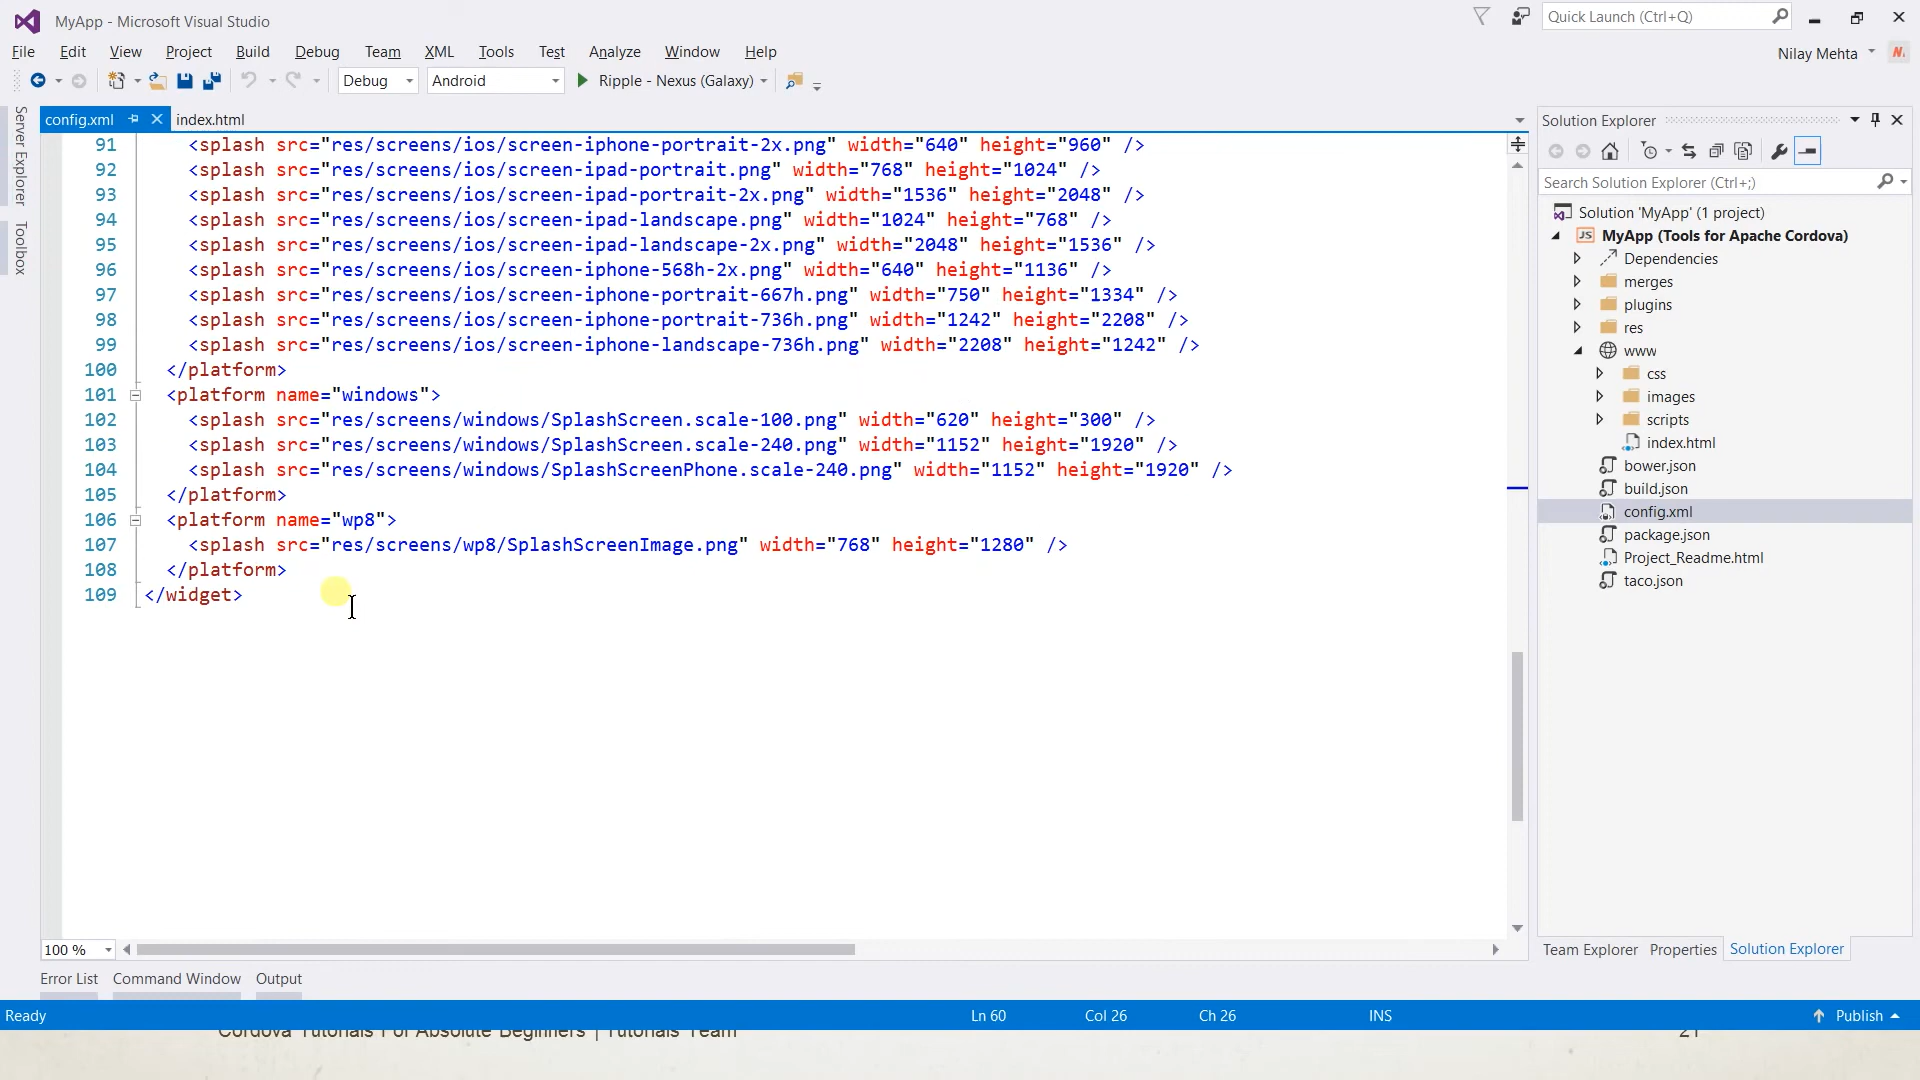 MyApp - Microsoft Visual Studio
Quick Launch (Ctrl+Q)
File Edit View Project Build Debug Team XML Tools Test Analyze Window Help
Nilay Mehta
N.
Debug Android Ripple - Nexus (Galaxy)
Server Explorer
Toolbox
config.xml index.html
91 <splash src="res/screens/ios/screen-iphone-portrait-2x.png" width="640" height="960" />
92 <splash src="res/screens/ios/screen-ipad-portrait.png" width="768" height="1024" />
93 <splash src="res/screens/ios/screen-ipad-portrait-2x.png" width="1536" height="2048" />
94 <splash src="res/screens/ios/screen-ipad-landscape.png" width="1024" height="768" />
95 <splash src="res/screens/ios/screen-ipad-landscape-2x.png" width="2048" height="1536" />
96 <splash src="res/screens/ios/screen-iphone-568h-2x.png" width="640" height="1136" />
97 <splash src="res/screens/ios/screen-iphone-portrait-667h.png" width="750" height="1334" />
98 <splash src="res/screens/ios/screen-iphone-portrait-736h.png" width="1242" height="2208" />
99 <splash src="res/screens/ios/screen-iphone-landscape-736h.png" width="2208" height="1242" />
100 </platform>
101 <platform name="windows">
102 <splash src="res/screens/windows/SplashScreen.scale-100.png" width="620" height="300" />
103 <splash src="res/screens/windows/SplashScreen.scale-240.png" width="1152" height="1920" />
104 <splash src="res/screens/windows/SplashScreenPhone.scale-240.png" width="1152" height="1920" />
105 </platform>
106 <platform name="wp8">
107 <splash src="res/screens/wp8/SplashScreenImage.png" width="768" height="1280" />
108 </platform>
109 </widget>
100 %
Solution Explorer
Search Solution Explorer (Ctrl+;)
Solution 'MyApp' (1 project)
JS MyApp (Tools for Apache Cordova)
Dependencies
merges
plugins
res
www
css
images
scripts
index.html
bower.json
build.json
config.xml
package.json
Project_Readme.html
taco.json
Team Explorer Properties Solution Explorer
Error List Command Window Output
Ready Ln 60 Col 26 Ch 26 INS Publish
Cordova Tutorials For Absolute Beginners | Tutorials Team 21